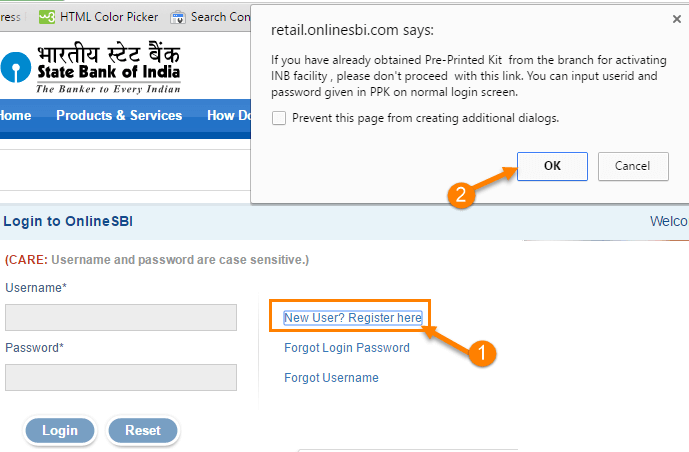 ress
HTML Color Picker
Search Con
retail.onlinesbi.com says:
If you have already obtained Pre-Printed Kit from the branch for activating
INB facility , please don't proceed with this link. You can input userid and
password given in PPK on normal login screen.
Prevent this page from creating additional dialogs.
OK
Cancel
2
भारतीय स्टेट बैंक
State Bank of India
The Banker to Every Indian
Home
Products & Services
How Do
Login to OnlineSBI
Welco
(CARE: Username and password are case sensitive.)
Username*
New User? Register here
1
Password*
Forgot Login Password
Forgot Username
Login
Reset